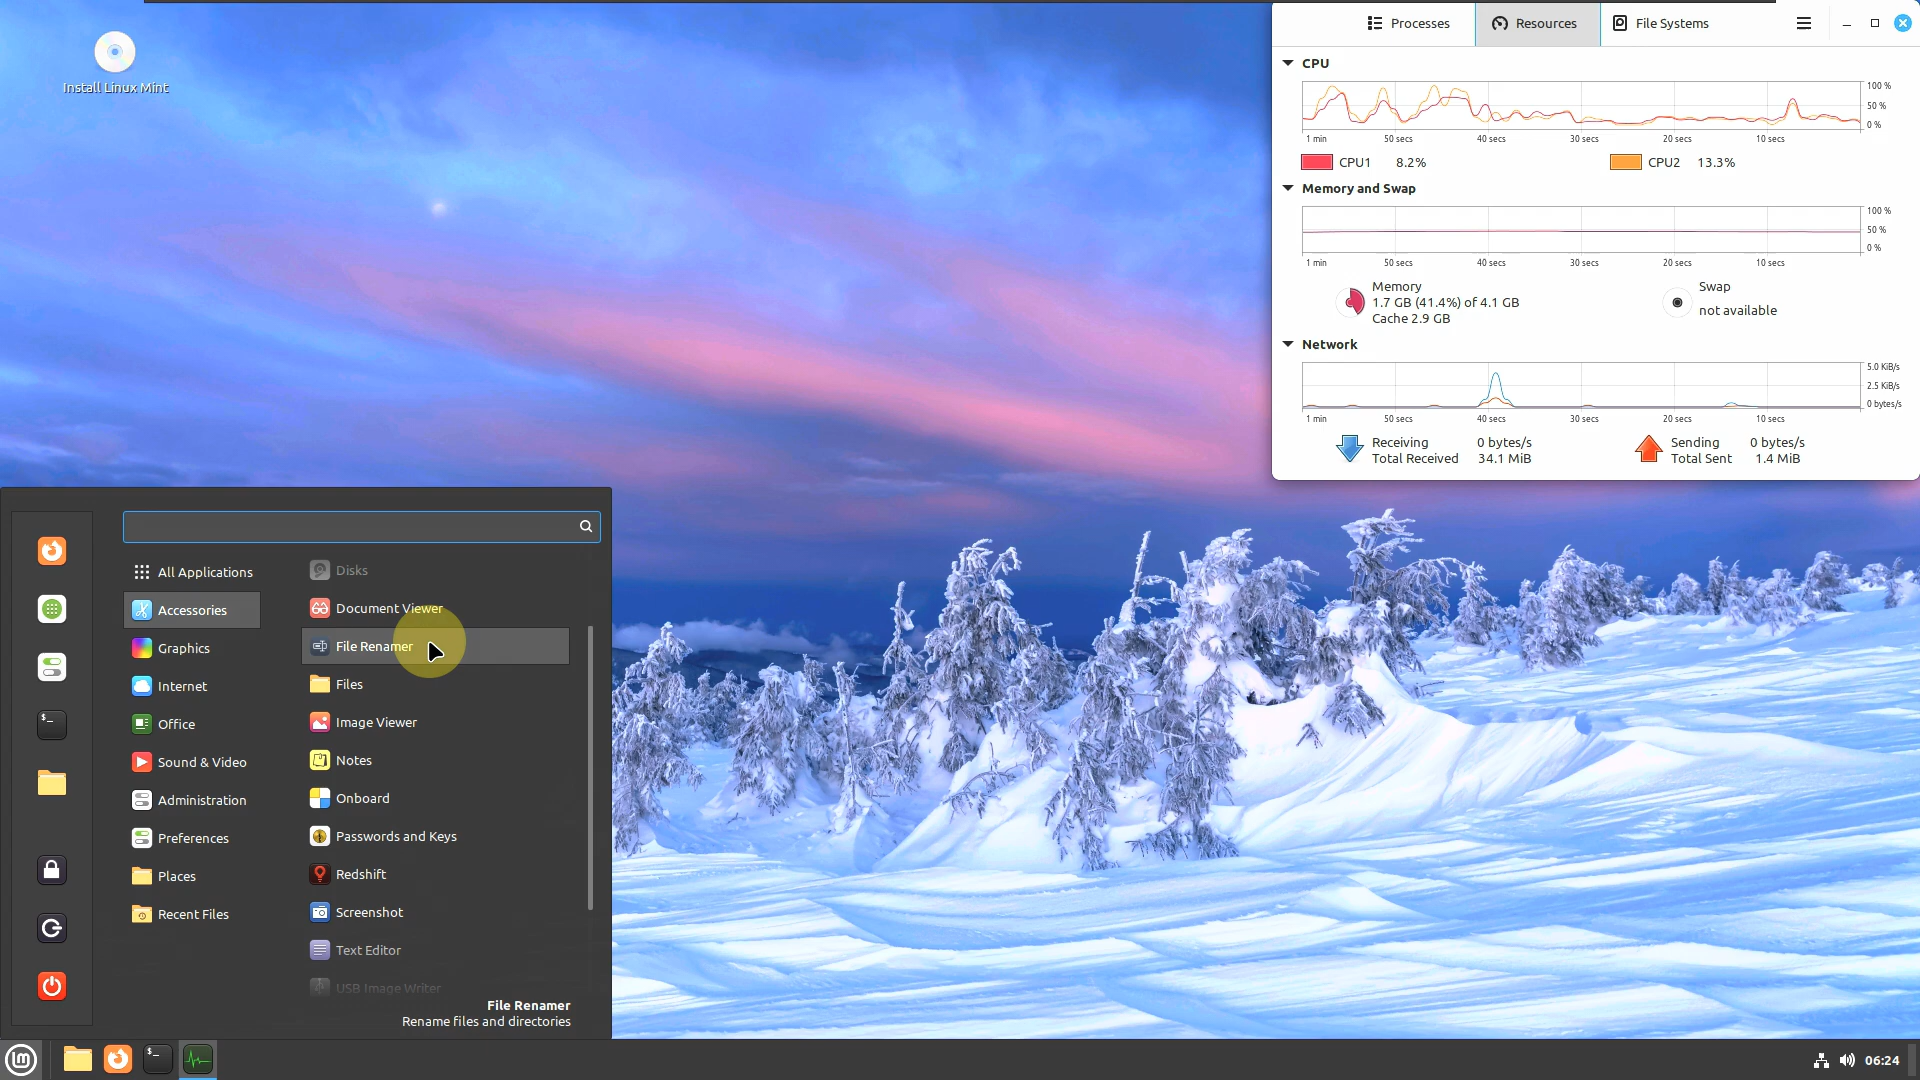 Install Linux Mint
Processes
Resources
File Systems
CPU
100 %
50 %
0 %
1 min
50 secs
40 secs
30 secs
20 secs
10 secs
CPU1 8.2%
CPU2 13.3%
Memory and Swap
100 %
50 %
0 %
1 min
50 secs
40 secs
30 secs
20 secs
10 secs
Memory
1.7 GB (41.4%) of 4.1 GB
Cache 2.9 GB
Swap
not available
Network
5.0 KiB/s
2.5 KiB/s
0 bytes/s
1 min
50 secs
40 secs
30 secs
20 secs
10 secs
Receiving 0 bytes/s
Total Received 34.1 MiB
Sending 0 bytes/s
Total Sent 1.4 MiB
All Applications
Accessories
Graphics
Internet
Office
Sound & Video
Administration
Preferences
Places
Recent Files
Disks
Document Viewer
File Renamer
Files
Image Viewer
Notes
Onboard
Passwords and Keys
Redshift
Screenshot
Text Editor
USB Image Writer
File Renamer
Rename files and directories
06:24